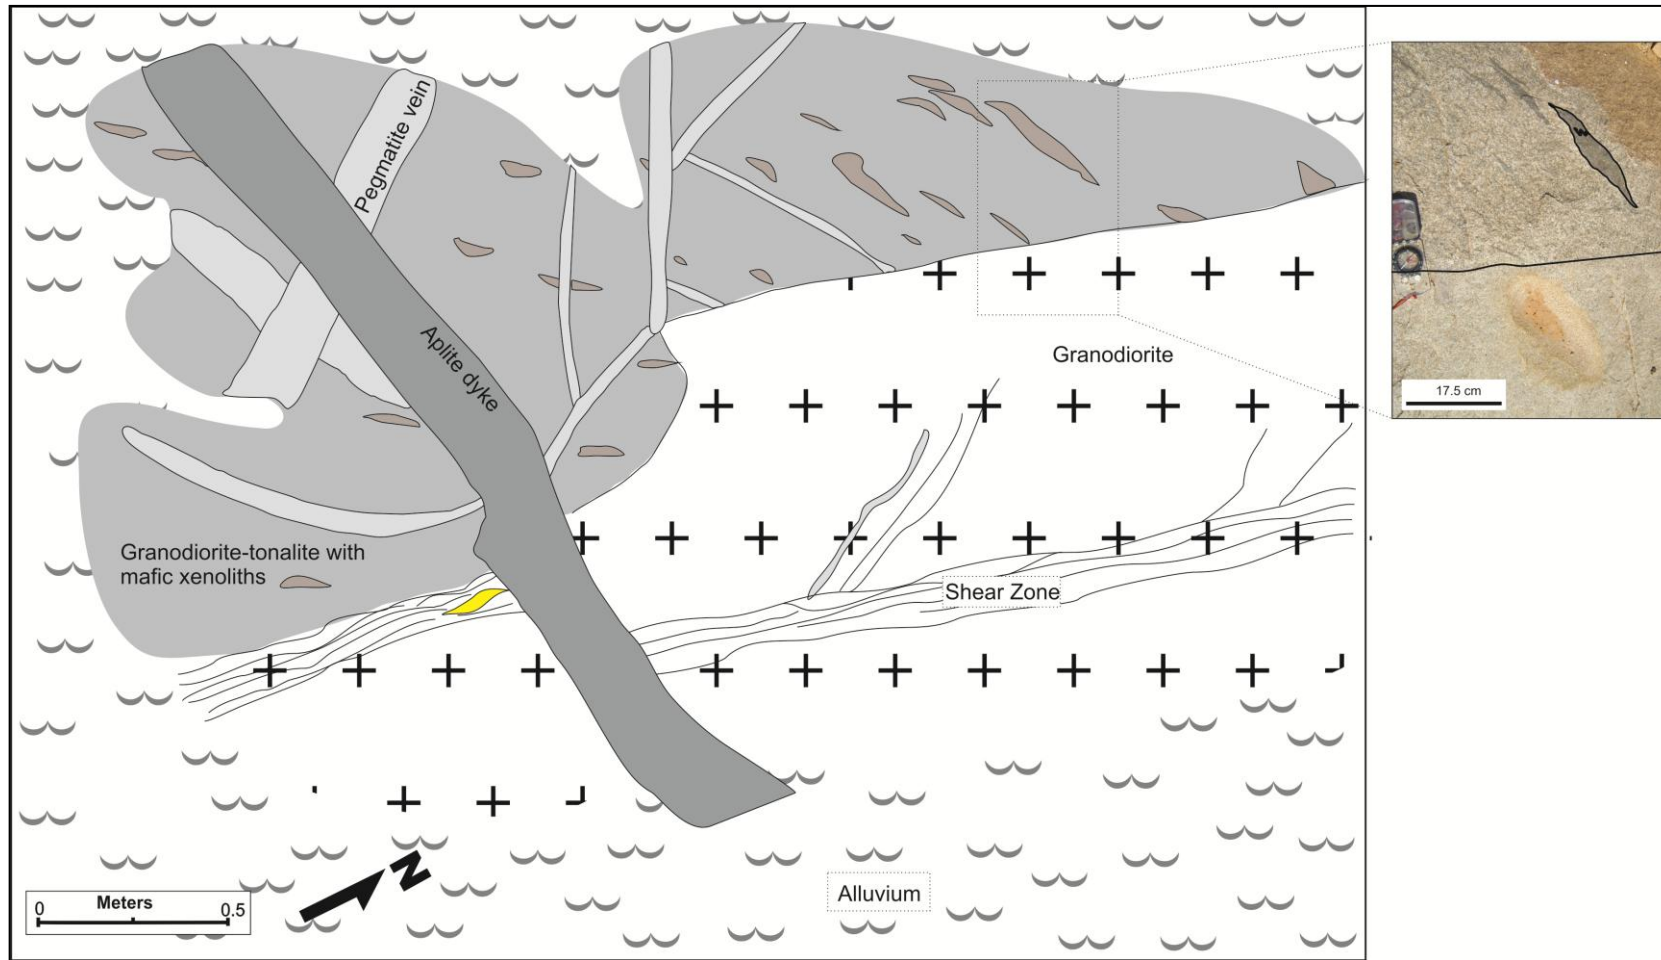 Pegmatite vein
Aplite dyke
Granodiorite
17.5 cm
Granodiorite-tonalite with
mafic xenoliths
Shear Zone
N
Alluvium
Meters
0
0.5